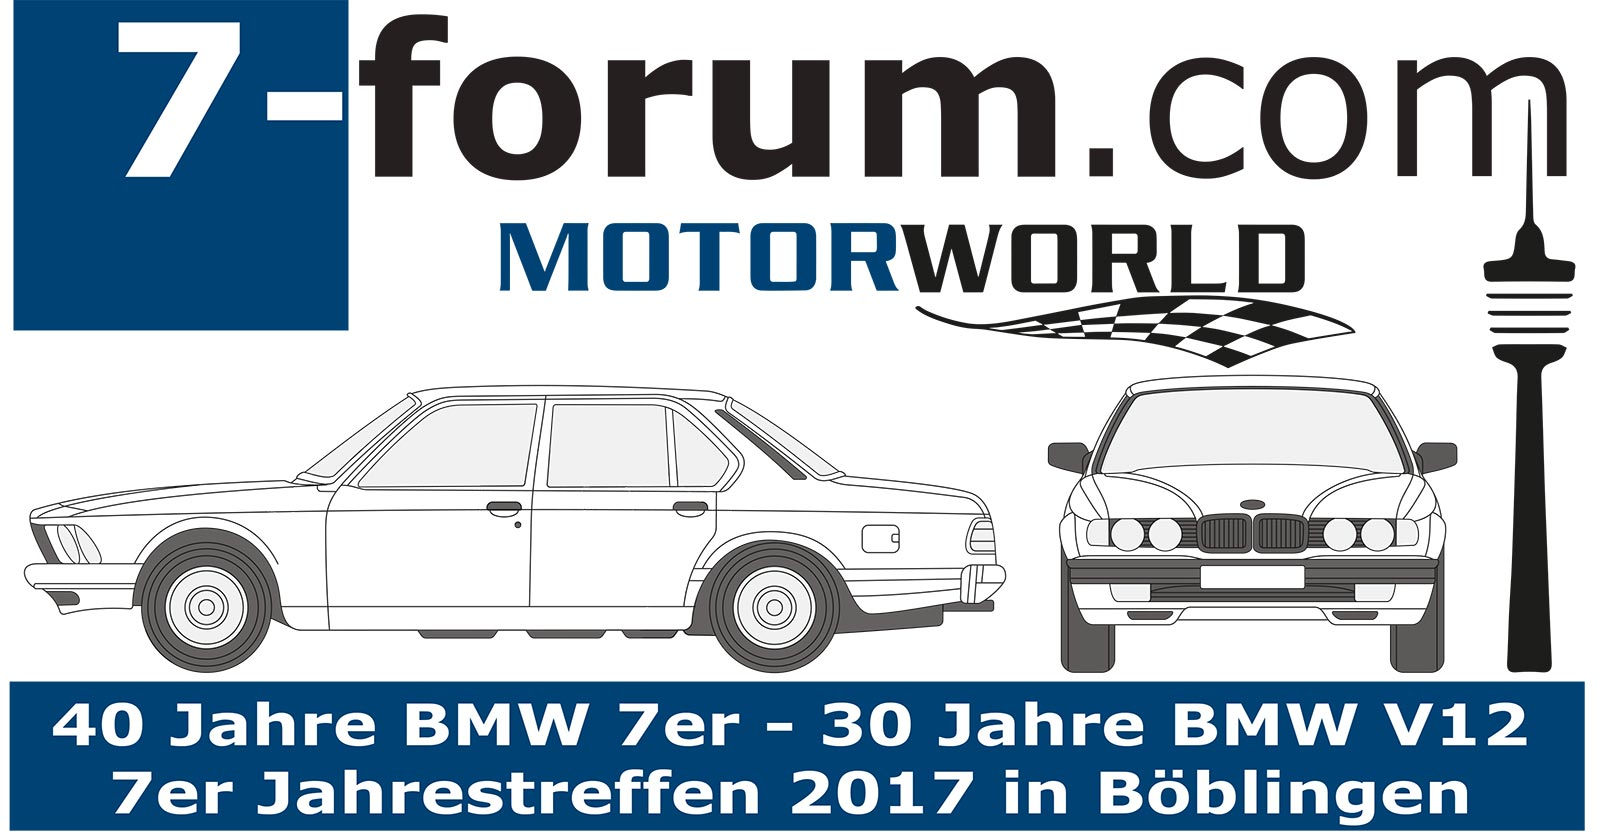 7-forum.com
MOTORWORLD
40 Jahre BMW 7er - 30 Jahre BMW V12
7er Jahrestreffen 2017 in Böblingen